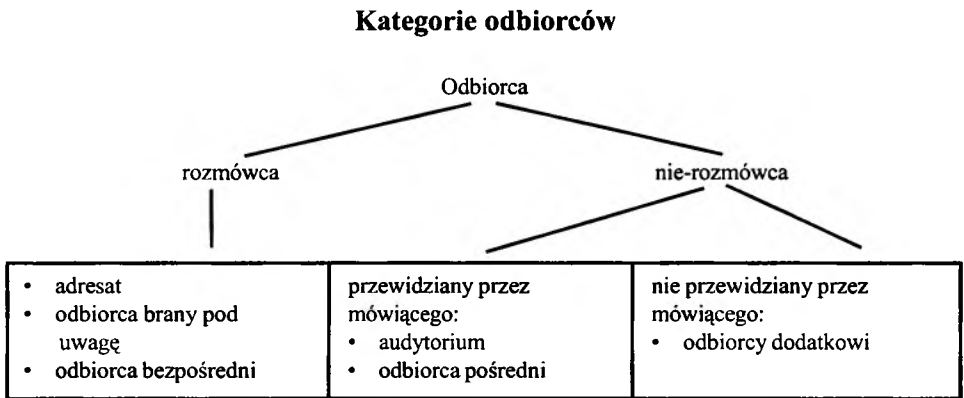 Kategorie odbiorców
Odbiorca
rozmówca
nie-rozmówca
• adresat
• odbiorca brany pod
uwagę
• odbiorca bezpośredni
przewidziany przez
mówiącego:
• audytorium
• odbiorca pośredni
nie przewidziany przez
mówiącego:
• odbiorcy dodatkowi